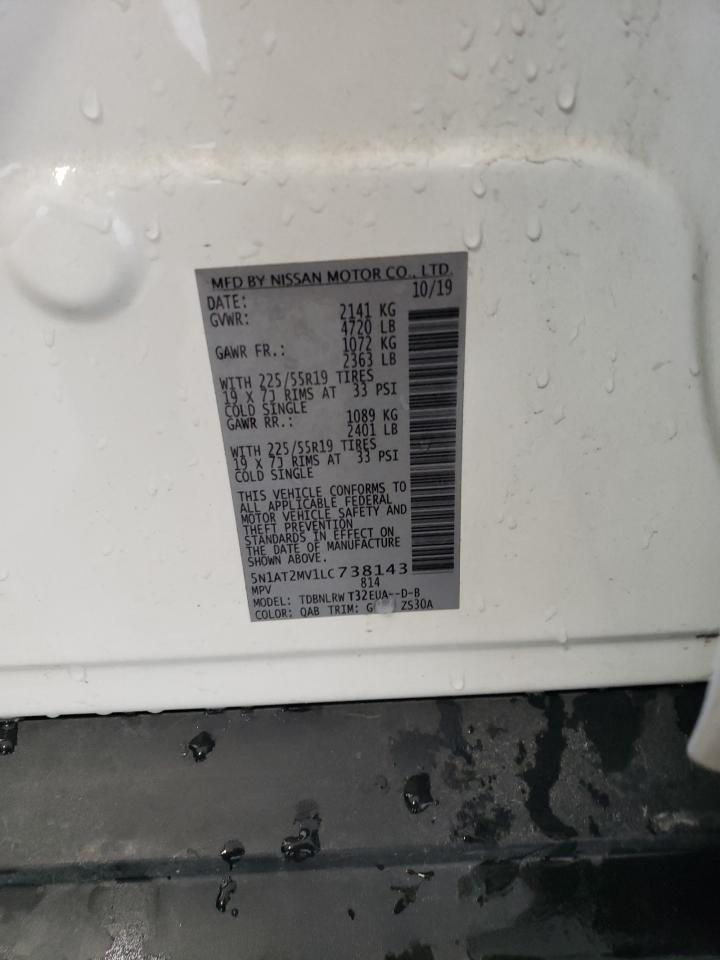 MFD BY NISSAN MOTOR CO., LTD.
DATE: 10/19
GVWR: 2141 KG
4720 LB
GAWR FR.: 1072 KG
2363 LB
WITH 225/55R19 TIRES
19 X 7J RIMS AT 33 PSI
COLD SINGLE
GAWR RR.: 1089 KG
2401 LB
WITH 225/55R19 TIRES
19 X 7J RIMS AT 33 PSI
COLD SINGLE
THIS VEHICLE CONFORMS TO
ALL APPLICABLE FEDERAL
MOTOR VEHICLE SAFETY AND
THEFT PREVENTION
STANDARDS IN EFFECT ON
THE DATE OF MANUFACTURE
SHOWN ABOVE.
5N1AT2MV1LC738143
MPV 814
MODEL: TDBNLRW T32EUA--D-B
COLOR: QAB TRIM: ZS30A